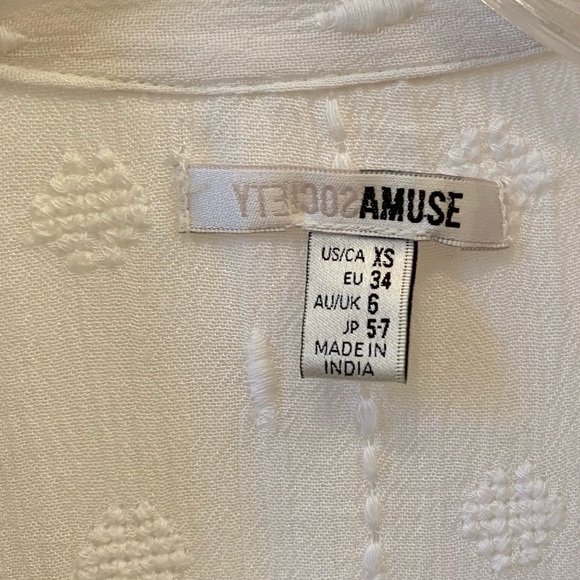 SOCIETY AMUSE
US/CA XS
EU 34
AU/UK 6
JP 5-7
MADE IN
INDIA